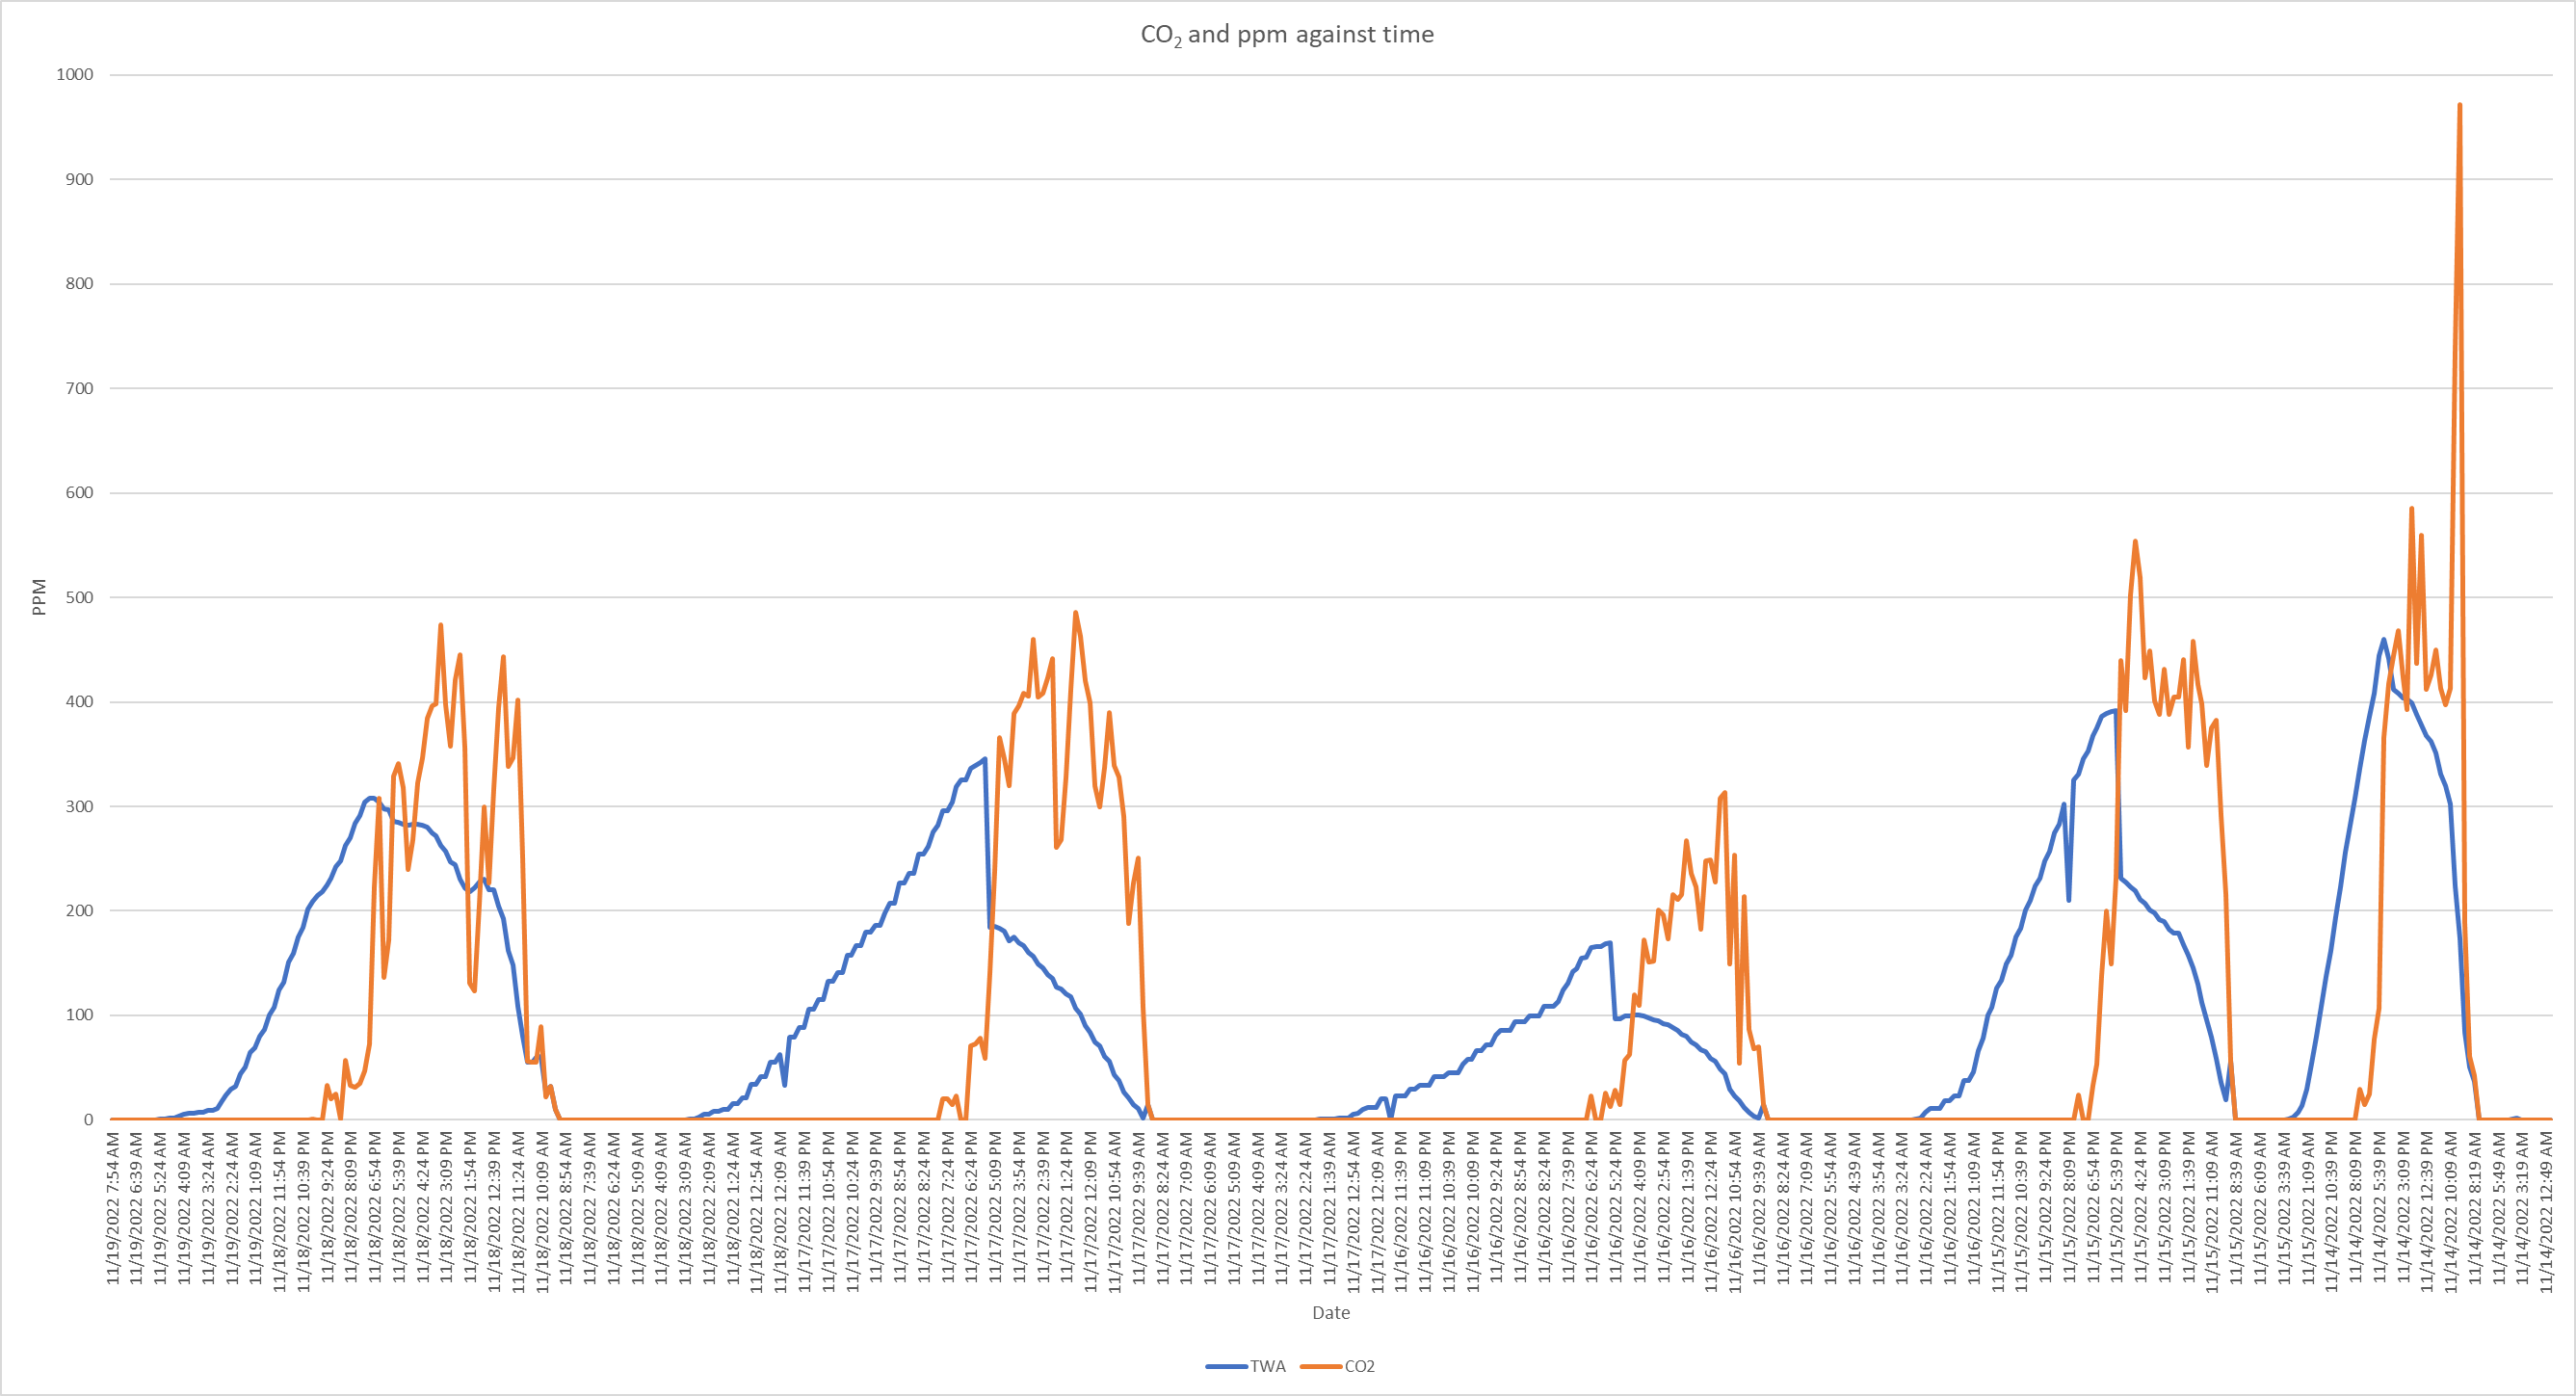 CO₂ and ppm against time
1000
900
800
700
600
500
400
300
200
100
0
PPM
11/19/2022 7:54 AM
11/19/2022 6:39 AM
11/19/2022 5:24 AM
11/19/2022 4:09 AM
11/19/2022 3:24 AM
11/19/2022 2:24 AM
11/19/2022 1:09 AM
11/18/2022 11:54 PM
11/18/2022 10:39 PM
11/18/2022 9:24 PM
11/18/2022 8:09 PM
11/18/2022 6:54 PM
11/18/2022 5:39 PM
11/18/2022 4:24 PM
11/18/2022 3:09 PM
11/18/2022 1:54 PM
11/18/2022 12:39 PM
11/18/2022 11:24 AM
11/18/2022 10:09 AM
11/18/2022 8:54 AM
11/18/2022 7:39 AM
11/18/2022 6:24 AM
11/18/2022 5:09 AM
11/18/2022 4:09 AM
11/18/2022 3:09 AM
11/18/2022 2:09 AM
11/18/2022 1:24 AM
11/18/2022 12:54 AM
11/18/2022 12:09 AM
11/17/2022 11:39 PM
11/17/2022 10:54 PM
11/17/2022 10:24 PM
11/17/2022 9:39 PM
11/17/2022 8:54 PM
11/17/2022 8:24 PM
11/17/2022 7:24 PM
11/17/2022 6:24 PM
11/17/2022 5:09 PM
11/17/2022 3:54 PM
11/17/2022 2:39 PM
11/17/2022 1:24 PM
11/17/2022 12:09 PM
11/17/2022 10:54 AM
11/17/2022 9:39 AM
11/17/2022 8:24 AM
11/17/2022 7:09 AM
11/17/2022 6:09 AM
11/17/2022 5:09 AM
11/17/2022 4:09 AM
11/17/2022 3:24 AM
11/17/2022 2:24 AM
11/17/2022 1:39 AM
11/17/2022 12:54 AM
11/17/2022 12:09 AM
11/16/2022 11:39 PM
11/16/2022 11:09 PM
11/16/2022 10:39 PM
11/16/2022 10:09 PM
11/16/2022 9:24 PM
11/16/2022 8:54 PM
11/16/2022 8:24 PM
11/16/2022 7:39 PM
11/16/2022 6:24 PM
11/16/2022 5:24 PM
11/16/2022 4:09 PM
11/16/2022 2:54 PM
11/16/2022 1:39 PM
11/16/2022 12:24 PM
11/16/2022 10:54 AM
11/16/2022 9:39 AM
11/16/2022 8:24 AM
11/16/2022 7:09 AM
11/16/2022 5:54 AM
11/16/2022 4:39 AM
11/16/2022 3:54 AM
11/16/2022 3:24 AM
11/16/2022 2:24 AM
11/16/2022 1:54 AM
11/16/2022 1:09 AM
11/15/2022 11:54 PM
11/15/2022 10:39 PM
11/15/2022 9:24 PM
11/15/2022 8:09 PM
11/15/2022 6:54 PM
11/15/2022 5:39 PM
11/15/2022 4:24 PM
11/15/2022 3:09 PM
11/15/2022 1:39 PM
11/15/2022 11:09 AM
11/15/2022 8:39 AM
11/15/2022 6:09 AM
11/15/2022 3:39 AM
11/15/2022 1:09 AM
11/14/2022 10:39 PM
11/14/2022 8:09 PM
11/14/2022 5:39 PM
11/14/2022 3:09 PM
11/14/2022 12:39 PM
11/14/2022 10:09 AM
11/14/2022 8:19 AM
11/14/2022 5:49 AM
11/14/2022 3:19 AM
11/14/2022 12:49 AM
Date
TWA
CO2